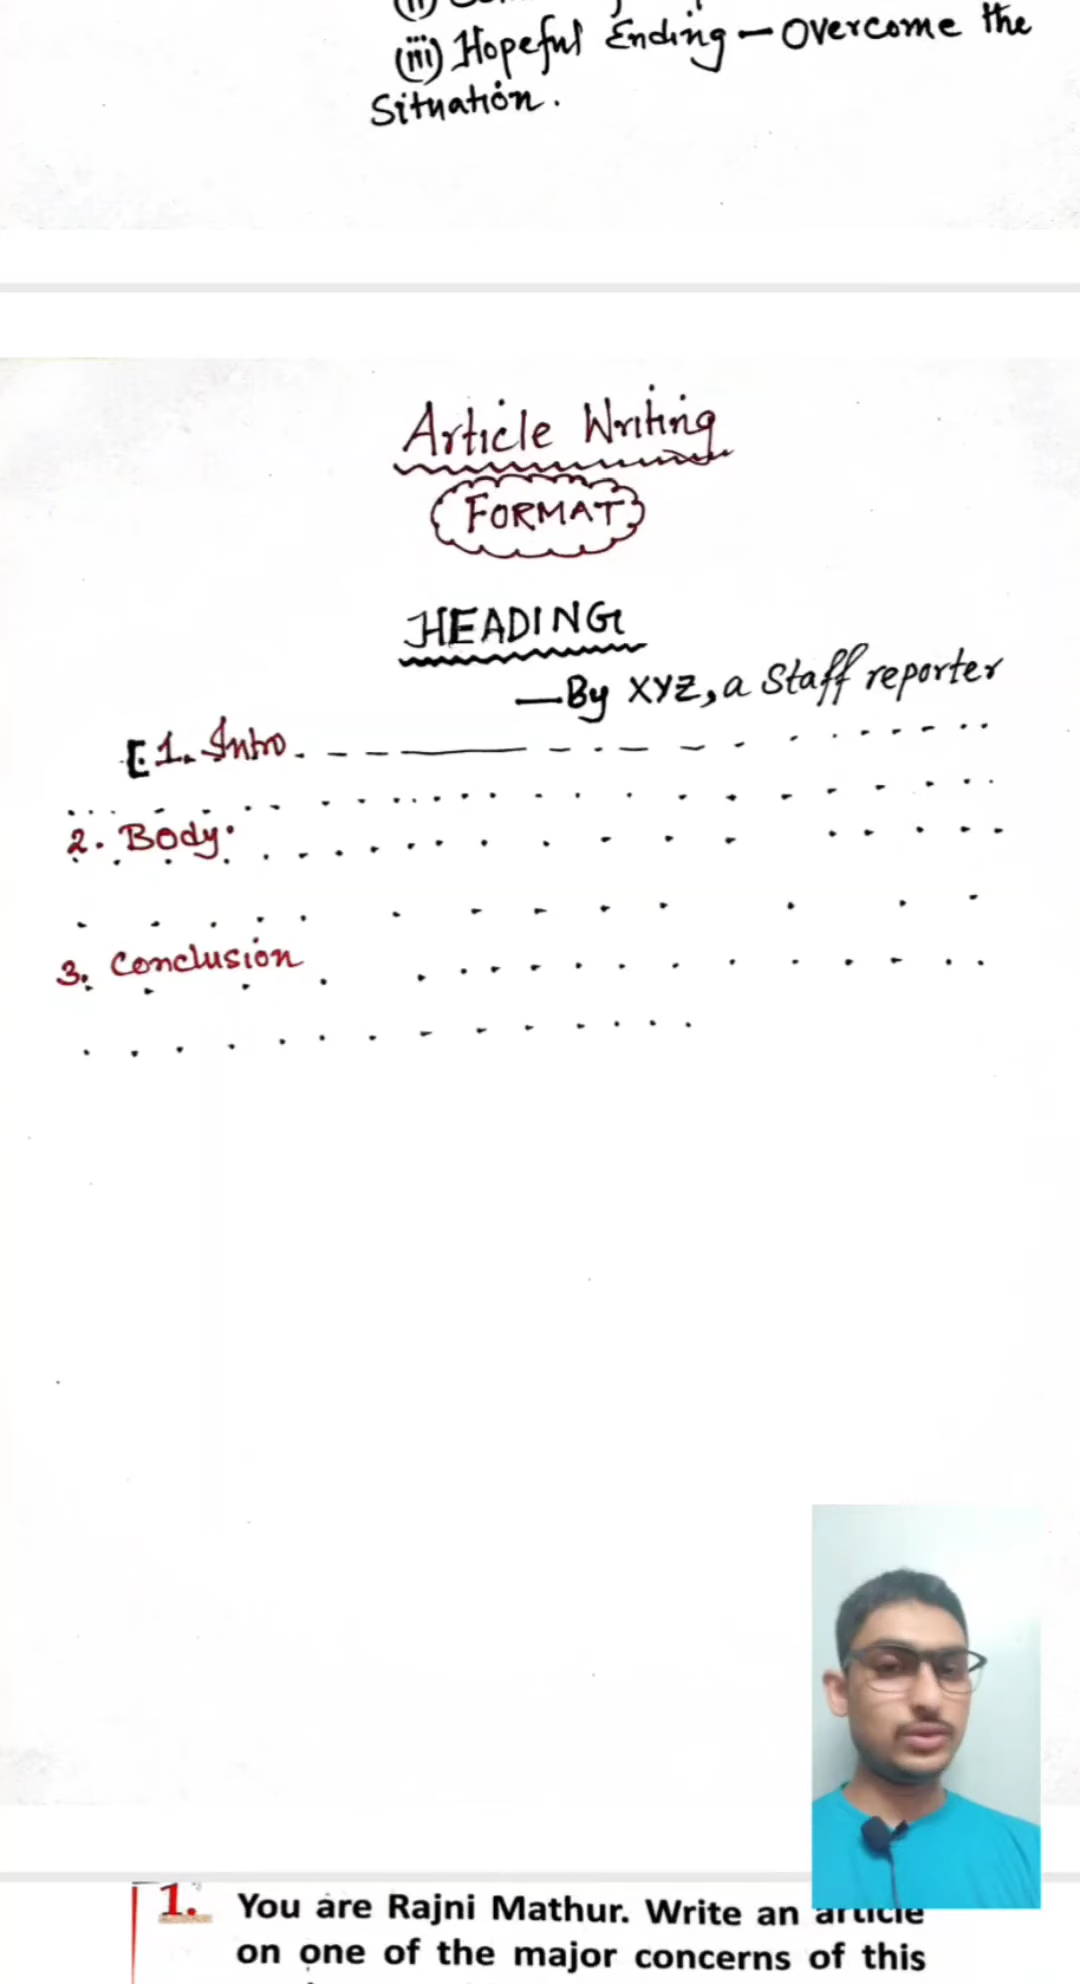 (iii) Hopeful Ending - Overcome the
Situation.
Article Writing
FORMAT
HEADING
- By XYZ, a Staff reporter
[1. Intro.
2. Body.
3. Conclusion
1. You are Rajni Mathur. Write an article
on one of the major concerns of this